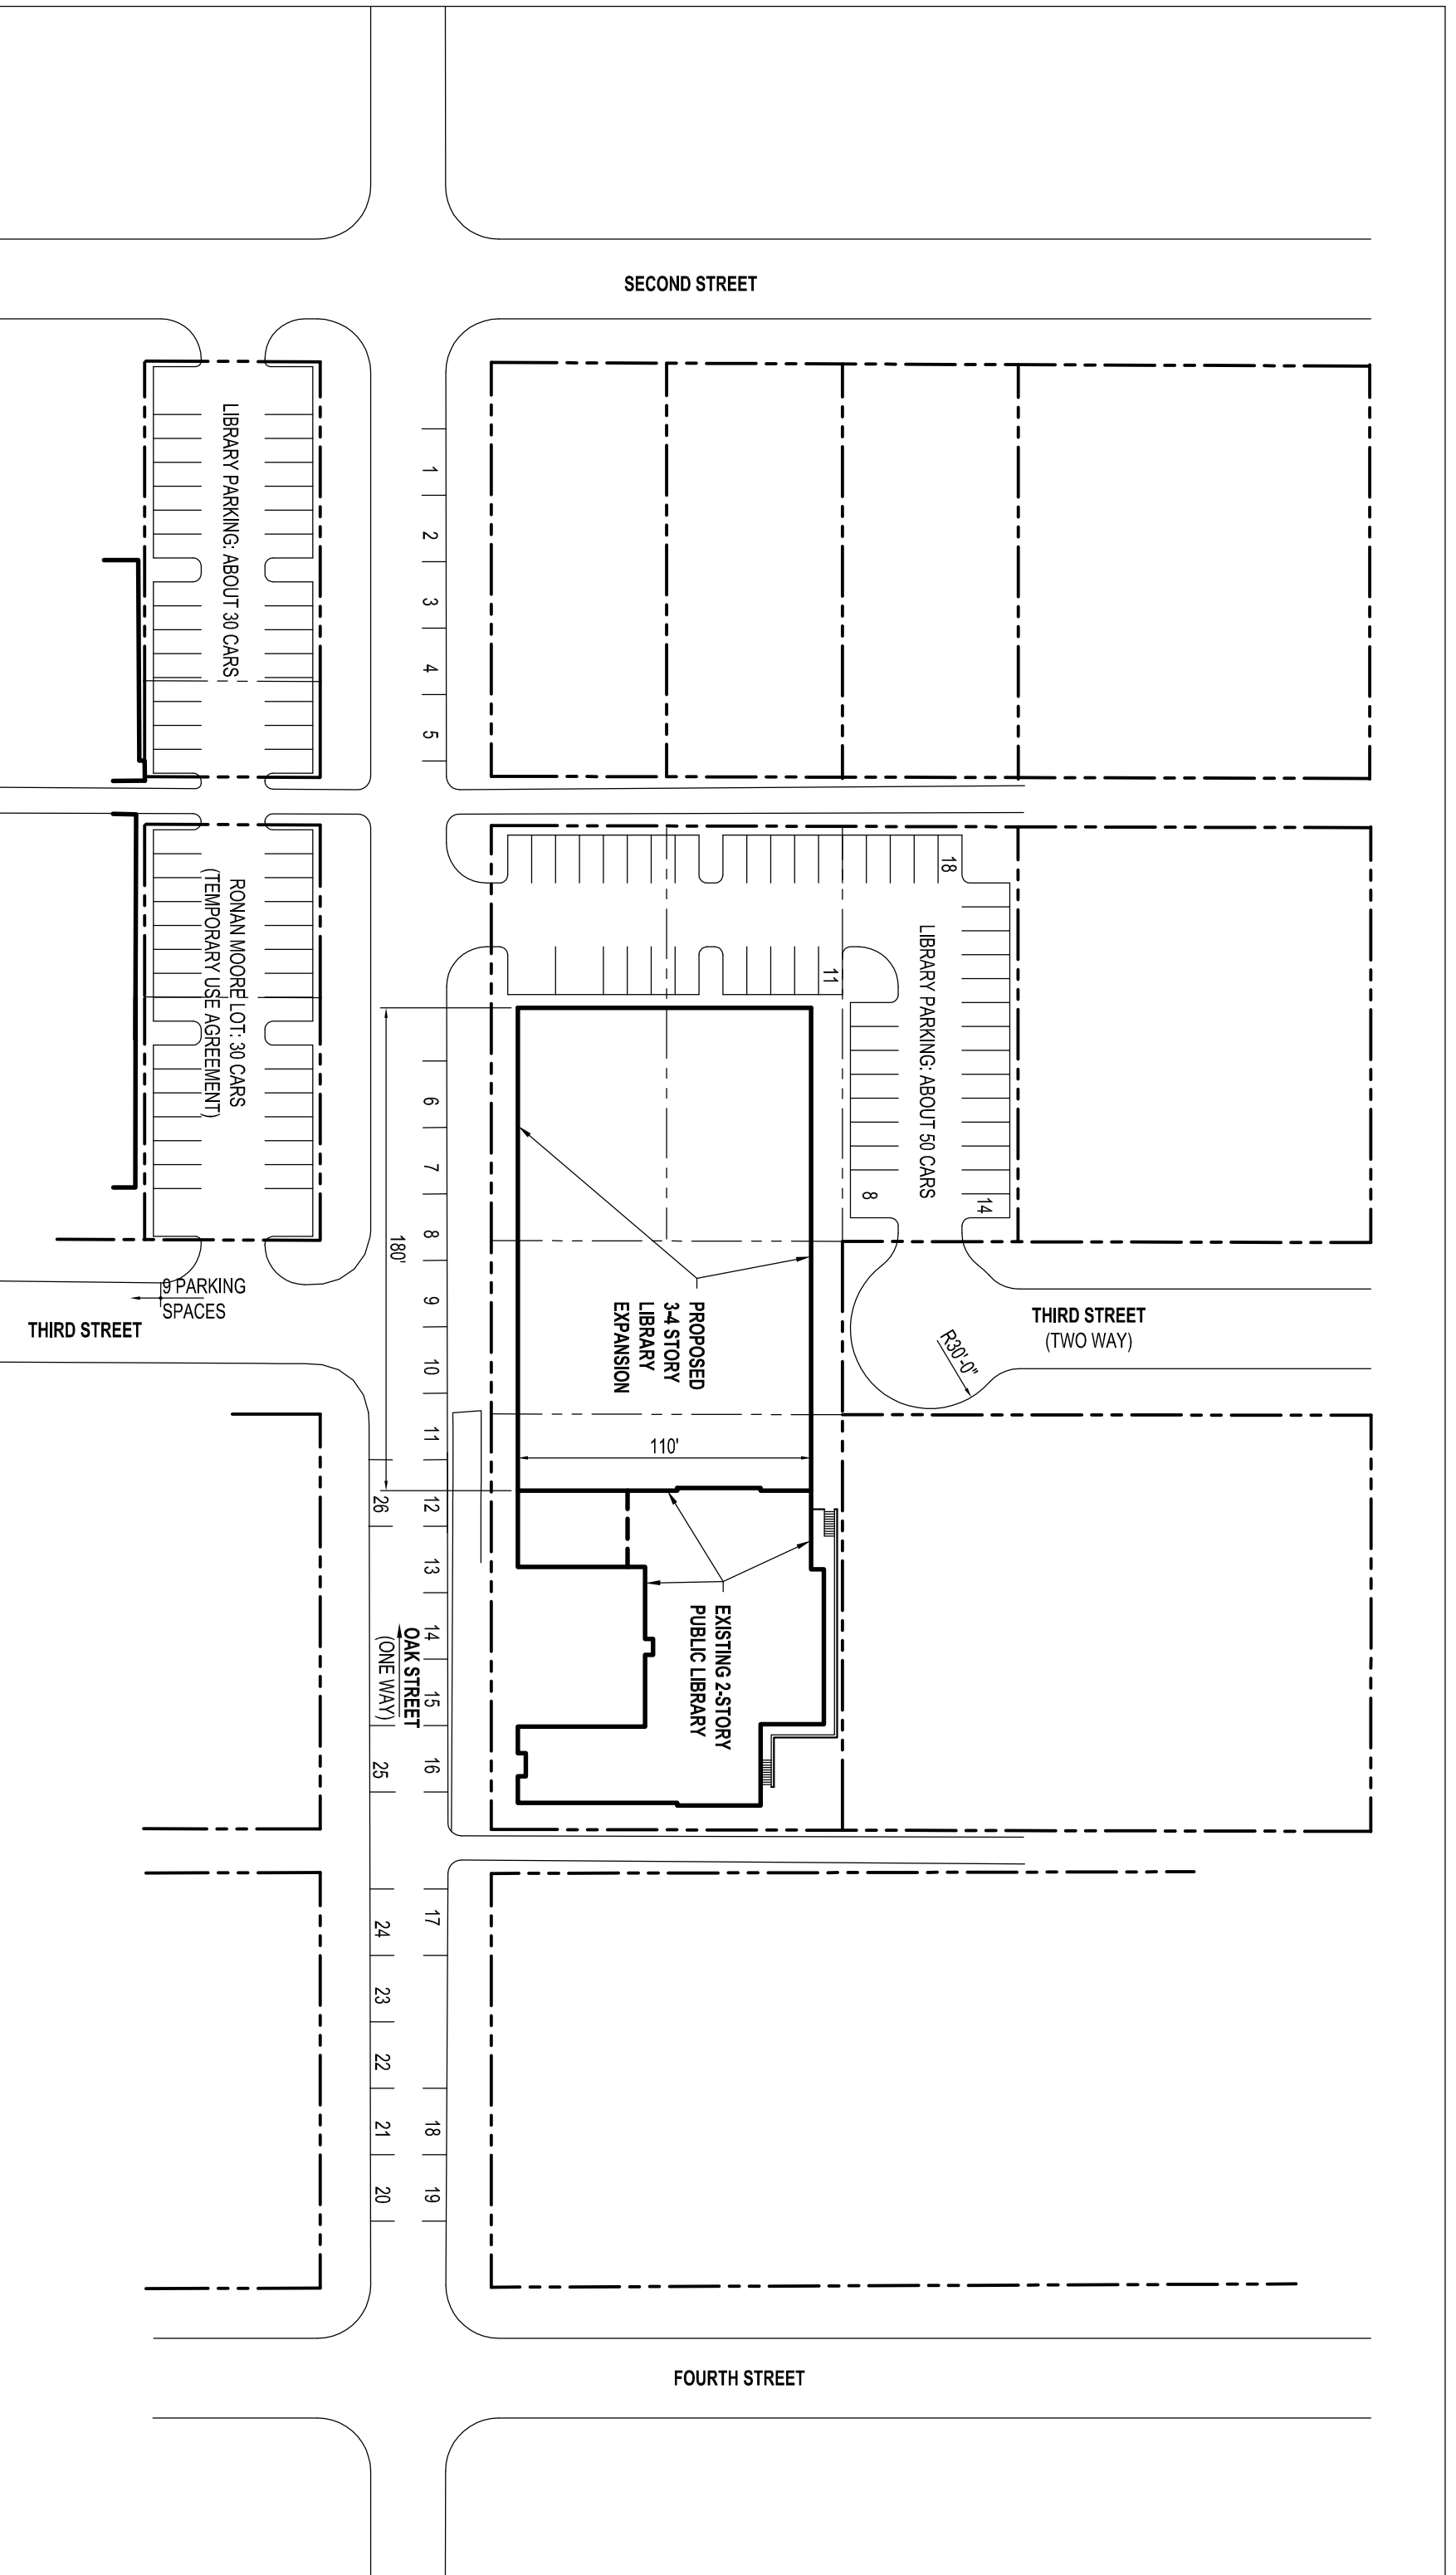 SECOND STREET
LIBRARY PARKING: ABOUT 30 CARS
1
2
3
4
5
18
11
LIBRARY PARKING: ABOUT 50 CARS
8
14
RONAN MOORE LOT: 30 CARS
(TEMPORARY USE AGREEMENT)
6
7
8
9
10
11
180'
9 PARKING
SPACES
THIRD STREET
THIRD STREET
(TWO WAY)
R30'-0"
PROPOSED
3-4 STORY
LIBRARY
EXPANSION
110'
12
13
14
15
16
26
25
OAK STREET
(ONE WAY)
EXISTING 2-STORY
PUBLIC LIBRARY
17
18
19
24
23
22
21
20
FOURTH STREET